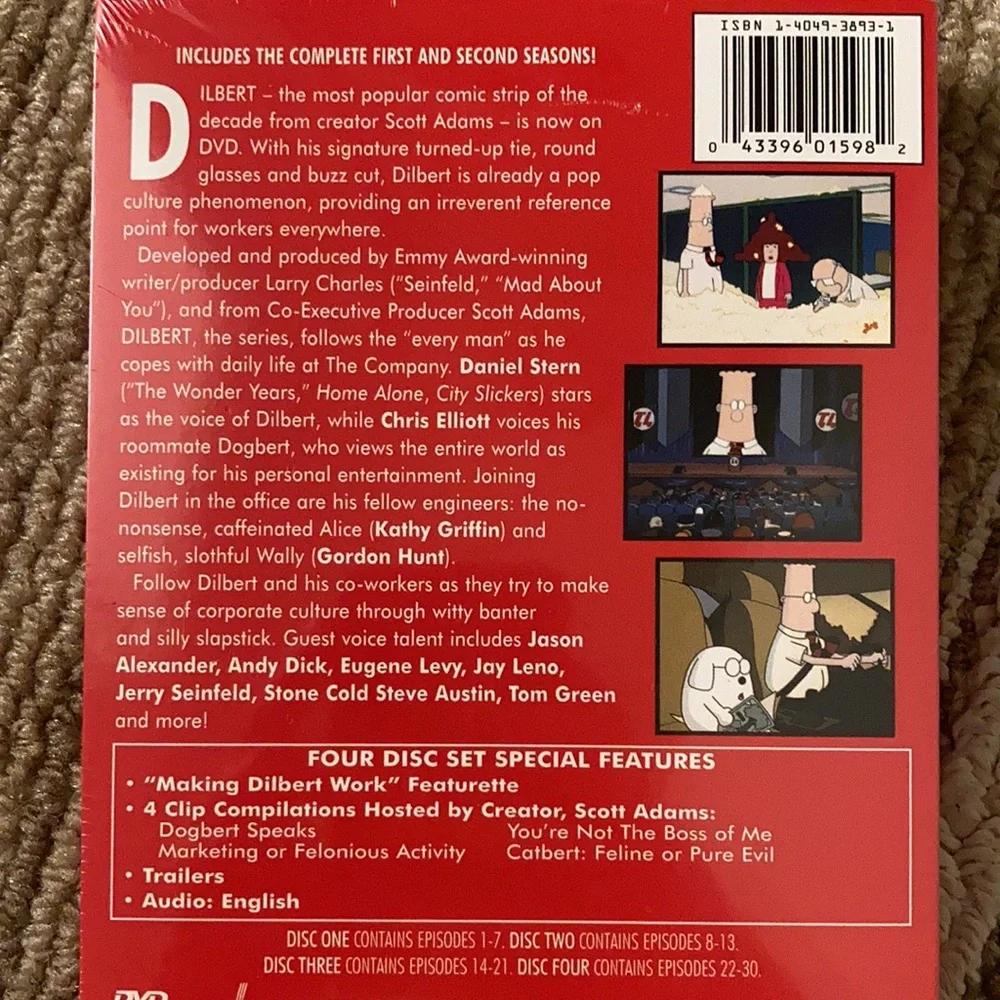 INCLUDES THE COMPLETE FIRST AND SECOND SEASONS!
ISBN 1-4049-3893-1
0 43396 01598 2
DILBERT – the most popular comic strip of the
decade from creator Scott Adams – is now on
DVD. With his signature turned-up tie, round
glasses and buzz cut, Dilbert is already a pop
culture phenomenon, providing an irreverent reference
point for workers everywhere.
Developed and produced by Emmy Award-winning
writer/producer Larry Charles ("Seinfeld," "Mad About
You"), and from Co-Executive Producer Scott Adams,
DILBERT, the series, follows the "every man" as he
copes with daily life at The Company. Daniel Stern
("The Wonder Years," Home Alone, City Slickers) stars
as the voice of Dilbert, while Chris Elliott voices his
roommate Dogbert, who views the entire world as
existing for his personal entertainment. Joining
Dilbert in the office are his fellow engineers: the no-
nonsense, caffeinated Alice (Kathy Griffin) and
selfish, slothful Wally (Gordon Hunt).
Follow Dilbert and his co-workers as they try to make
sense of corporate culture through witty banter
and silly slapstick. Guest voice talent includes Jason
Alexander, Andy Dick, Eugene Levy, Jay Leno,
Jerry Seinfeld, Stone Cold Steve Austin, Tom Green
and more!
FOUR DISC SET SPECIAL FEATURES
• "Making Dilbert Work" Featurette
• 4 Clip Compilations Hosted by Creator, Scott Adams:
Dogbert Speaks You're Not The Boss of Me
Marketing or Felonious Activity Catbert: Feline or Pure Evil
• Trailers
• Audio: English
DISC ONE CONTAINS EPISODES 1-7. DISC TWO CONTAINS EPISODES 8-13.
DISC THREE CONTAINS EPISODES 14-21. DISC FOUR CONTAINS EPISODES 22-30.
DVD